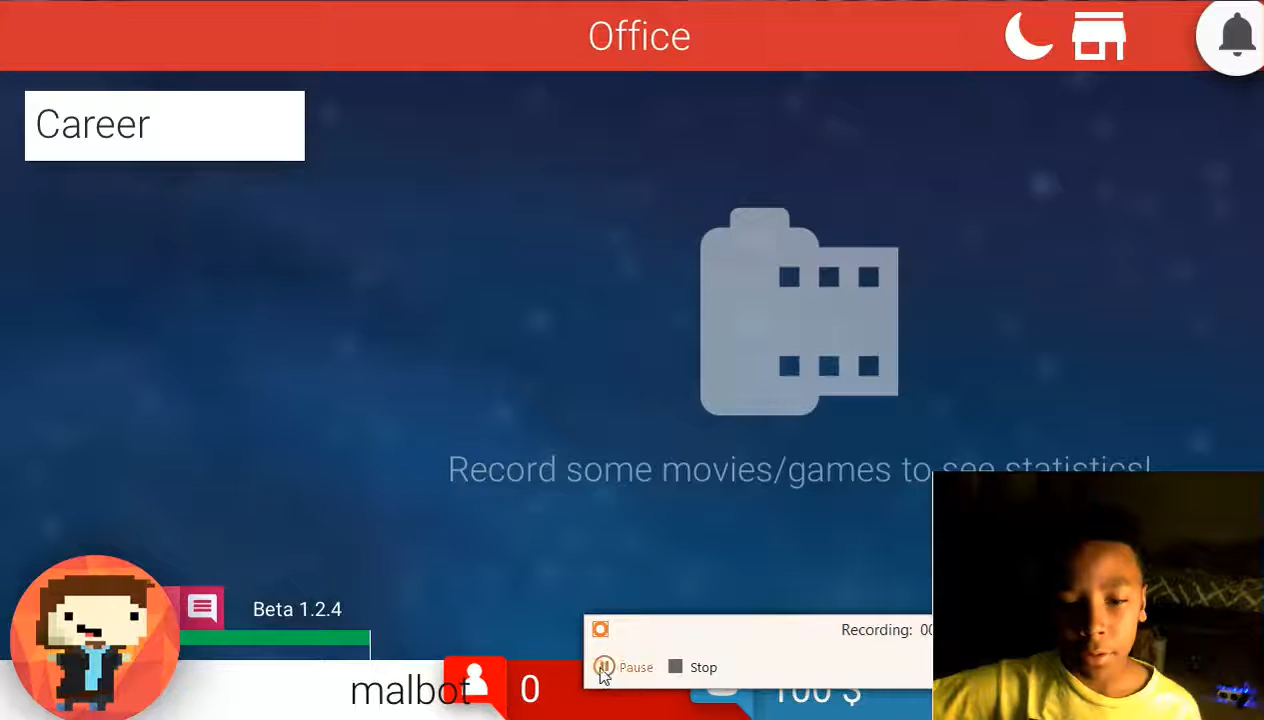 Office
Career
Record some movies/games to see statistics!
Beta 1.2.4
Recording: 00
Pause
Stop
malbot
0
100 $